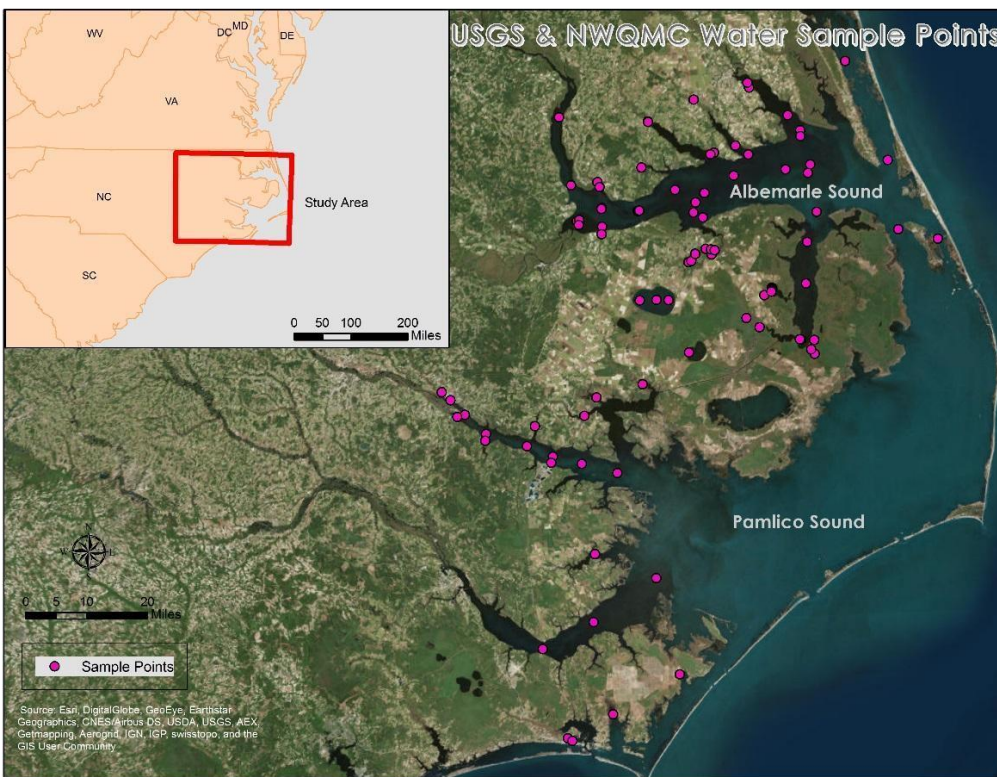 USGS & NWQMC Water Sample Points
WV
DC
MD
DE
VA
NC
SC
Study Area
0 50 100 200
Miles
Albemarle Sound
Pamlico Sound
N
W
E
S
0 5 10 20
Miles
Sample Points
Source: Esri, DigitalGlobe, GeoEye, Earthstar
Geographics, CNES/Airbus DS, USDA, USGS, AEX,
Getmapping, Aerogrid, IGN, IGP, swisstopo, and the
GIS User Community